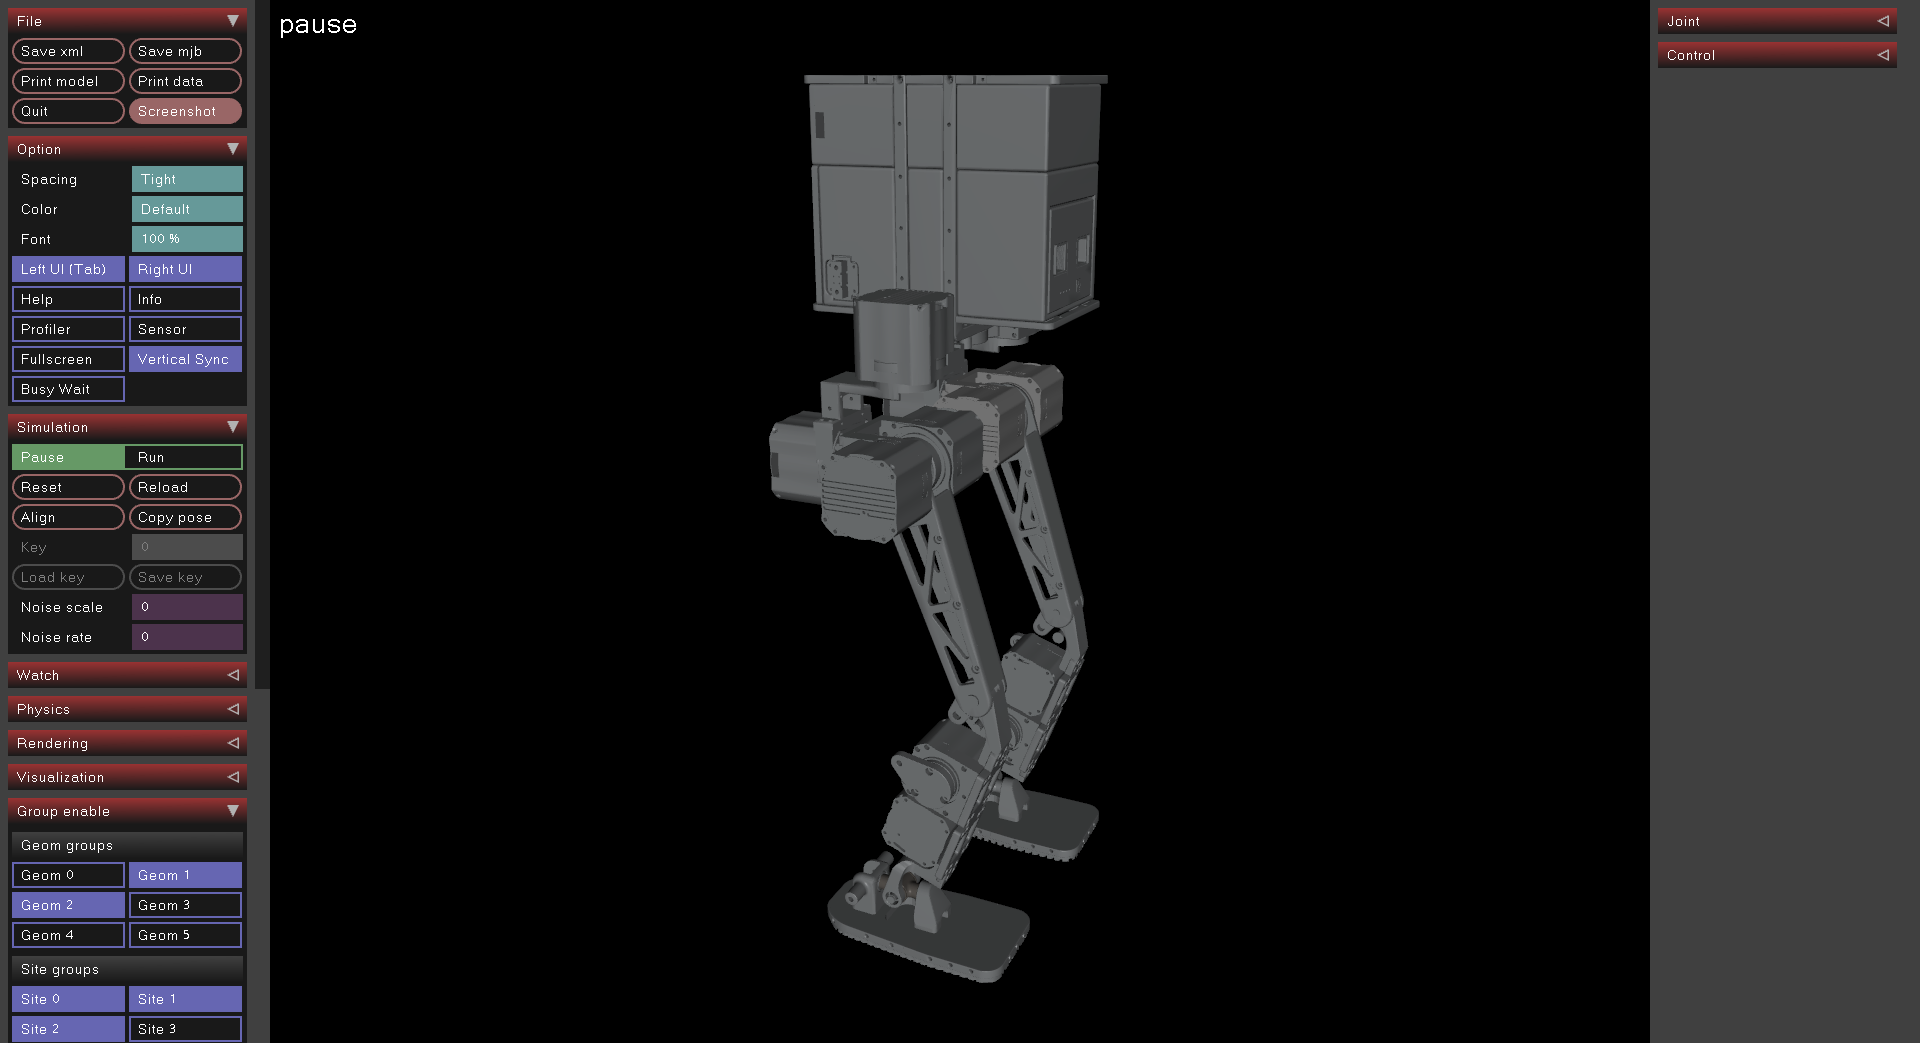 File
Save xml Save mjb
Print model Print data
Quit Screenshot
Option
Spacing Tight
Color Default
Font 100 %
Left UI (Tab) Right UI
Help Info
Profiler Sensor
Fullscreen Vertical Sync
Busy Wait
Simulation
Pause Run
Reset Reload
Align Copy pose
Key 0
Load key Save key
Noise scale 0
Noise rate 0
Watch
Physics
Rendering
Visualization
Group enable
Geom groups
Geom 0 Geom 1
Geom 2 Geom 3
Geom 4 Geom 5
Site groups
Site 0 Site 1
Site 2 Site 3
pause
Joint
Control